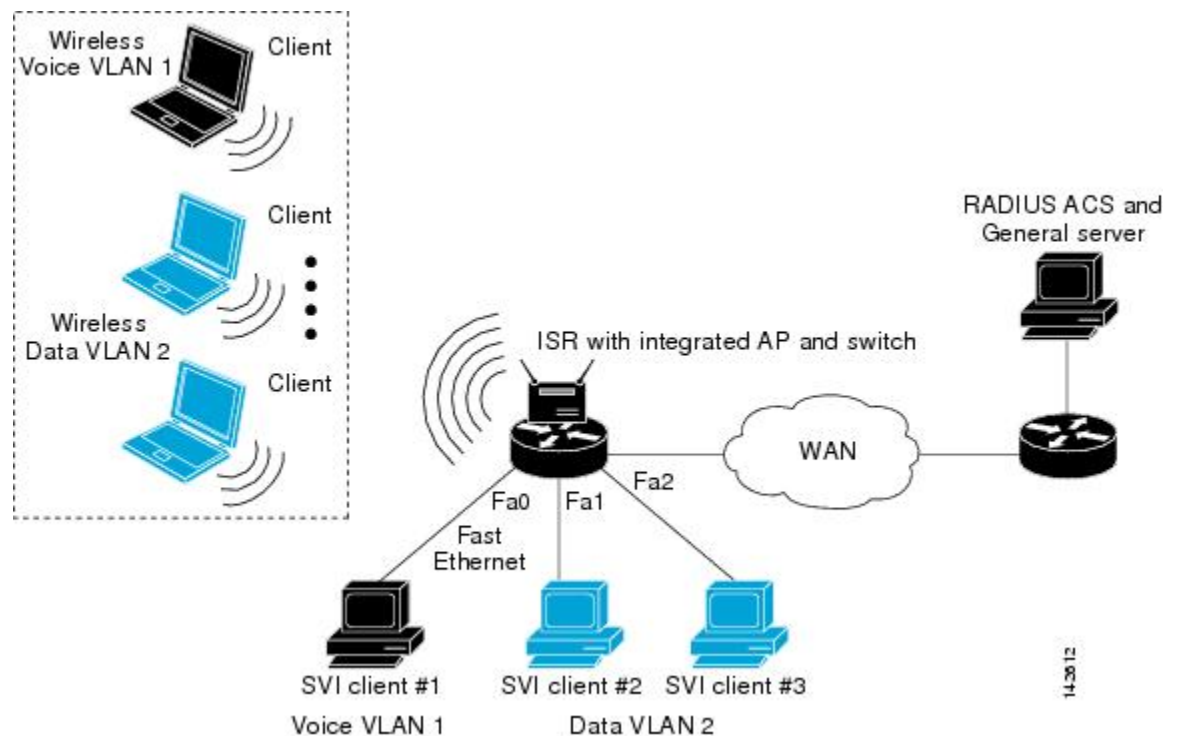 Wireless
Voice VLAN 1
Client
Client
Wireless
Data VLAN 2
Client
RADIUS ACS and
General server
ISR with integrated AP and switch
WAN
Fa0
Fa1
Fa2
Fast
Ethernet
SVI client #1
SVI client #2
SVI client #3
Voice VLAN 1
Data VLAN 2